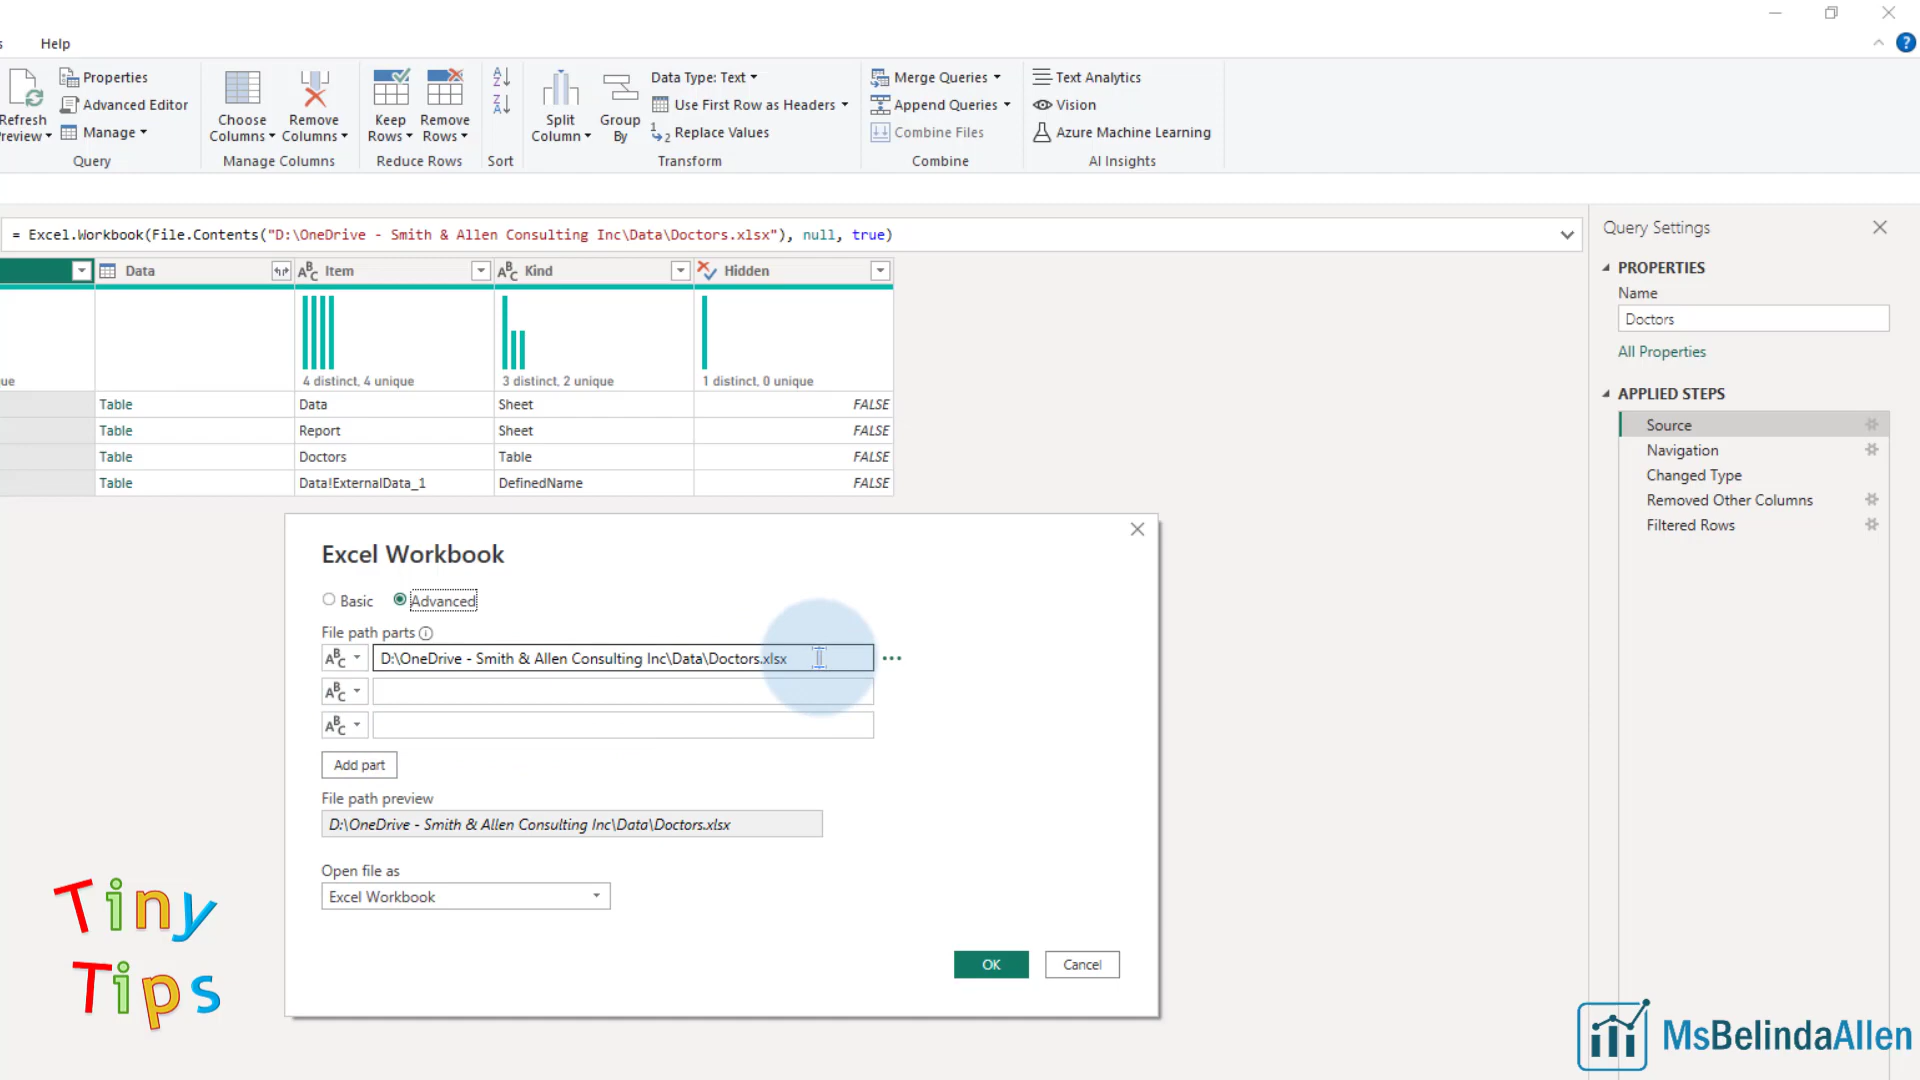 s
Help
Refresh
Preview
Properties
Advanced Editor
Manage
Query
Choose
Columns
Remove
Columns
Manage Columns
Keep
Rows
Remove
Rows
Reduce Rows
Sort
Split
Column
Group
By
Data Type: Text
Use First Row as Headers
Replace Values
Transform
Merge Queries
Append Queries
Combine Files
Combine
Text Analytics
Vision
Azure Machine Learning
AI Insights
= Excel.Workbook(File.Contents("D:\OneDrive - Smith & Allen Consulting Inc\Data\Doctors.xlsx"), null, true)
Data
Item
Kind
Hidden
ue
4 distinct, 4 unique
3 distinct, 2 unique
1 distinct, 0 unique
Table Data Sheet FALSE
Table Report Sheet FALSE
Table Doctors Table FALSE
Table Data!ExternalData_1 DefinedName FALSE
Query Settings
PROPERTIES
Name
Doctors
All Properties
APPLIED STEPS
Source
Navigation
Changed Type
Removed Other Columns
Filtered Rows
Excel Workbook
Basic
Advanced
File path parts
D:\OneDrive - Smith & Allen Consulting Inc\Data\Doctors.xlsx
Add part
File path preview
D:\OneDrive - Smith & Allen Consulting Inc\Data\Doctors.xlsx
Open file as
Excel Workbook
OK
Cancel
Tiny
Tips
MsBelindaAllen